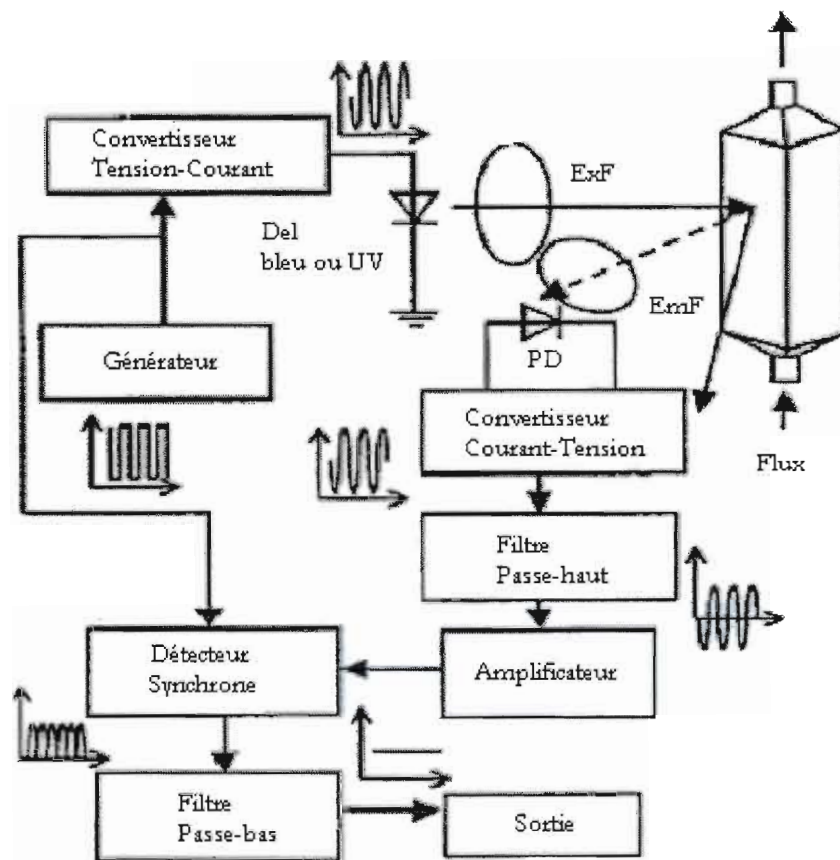 Convertisseur
Tension-Courant
ExF
Del
bleu ou UV
EmF
Générateur
PD
Convertisseur
Courant-Tension
Flux
Filtre
Passe-haut
Détecteur
Synchrone
Amplificateur
Filtre
Passe-bas
Sortie